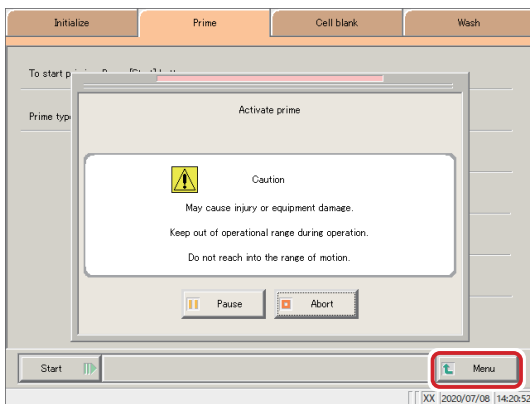 Initialize
Prime
Cell blank
Wash
To start p
Prime typ
Activate prime
Caution
May cause injury or equipment damage.
Keep out of operational range during operation.
Do not reach into the range of motion.
Pause
Abort
Start
Menu
XX 2020/07/08 14:20:52